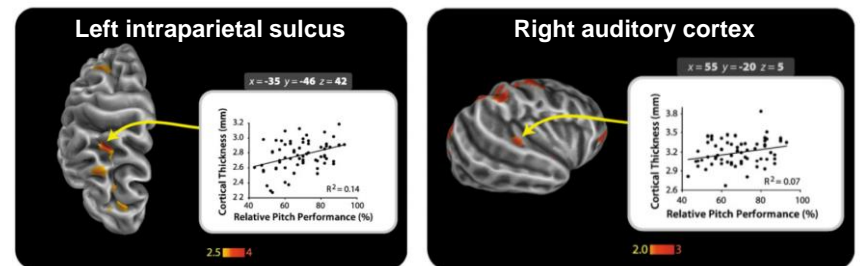 Left intraparietal sulcus
x = -35 y = -46 z = 42
Cortical Thickness (mm)
3.2
3.0
2.8
2.6
2.4
2.2
40 60 80 100
R² = 0.14
Relative Pitch Performance (%)
2.5 4
Right auditory cortex
x = 55 y = -20 z = 5
Cortical Thickness (mm)
3.8
3.5
3.2
2.9
2.6
40 60 80 100
R² = 0.07
Relative Pitch Performance (%)
2.0 3